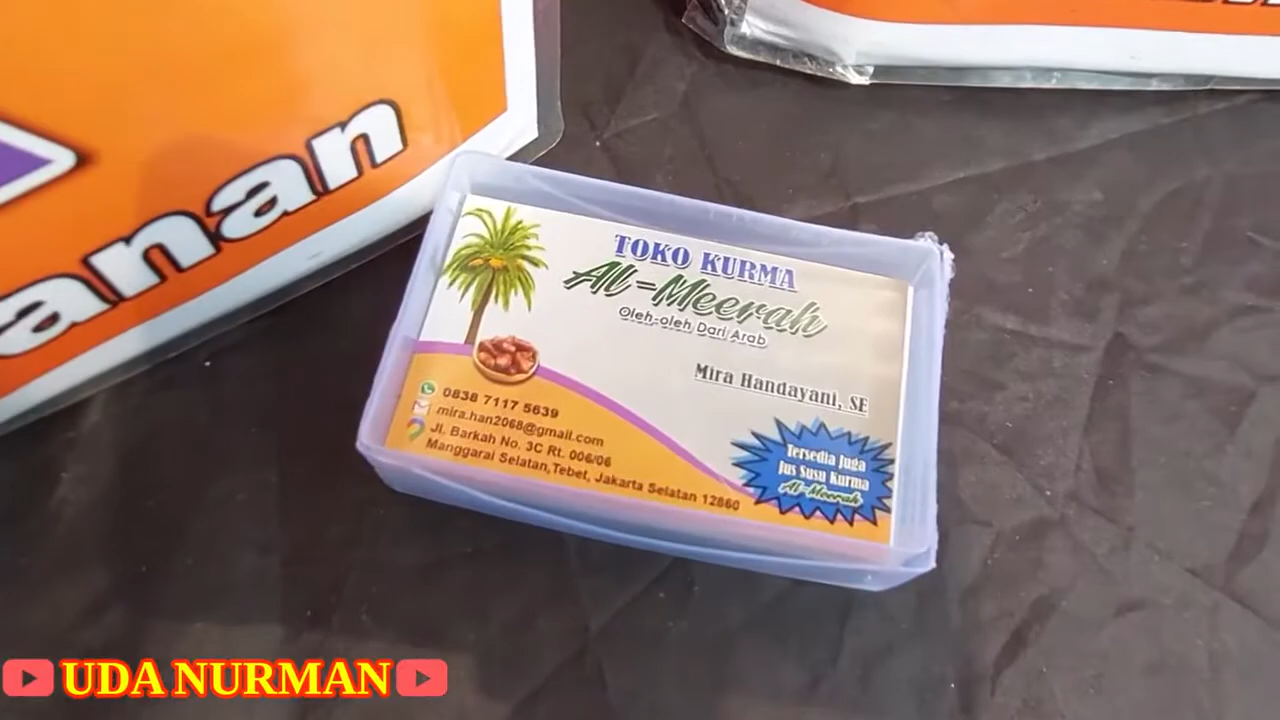 anan
TOKO KURMA
Al-Meerah
Oleh-oleh Dari Arab
Mira Handayani, SE
0838 7117 5639
mira.han2068@gmail.com
Jl. Barkah No. 3C Rt. 006/06
Manggarai Selatan,Tebet, Jakarta Selatan 12860
Tersedia Juga
Jus Susu Kurma
Al-Meerah
UDA NURMAN